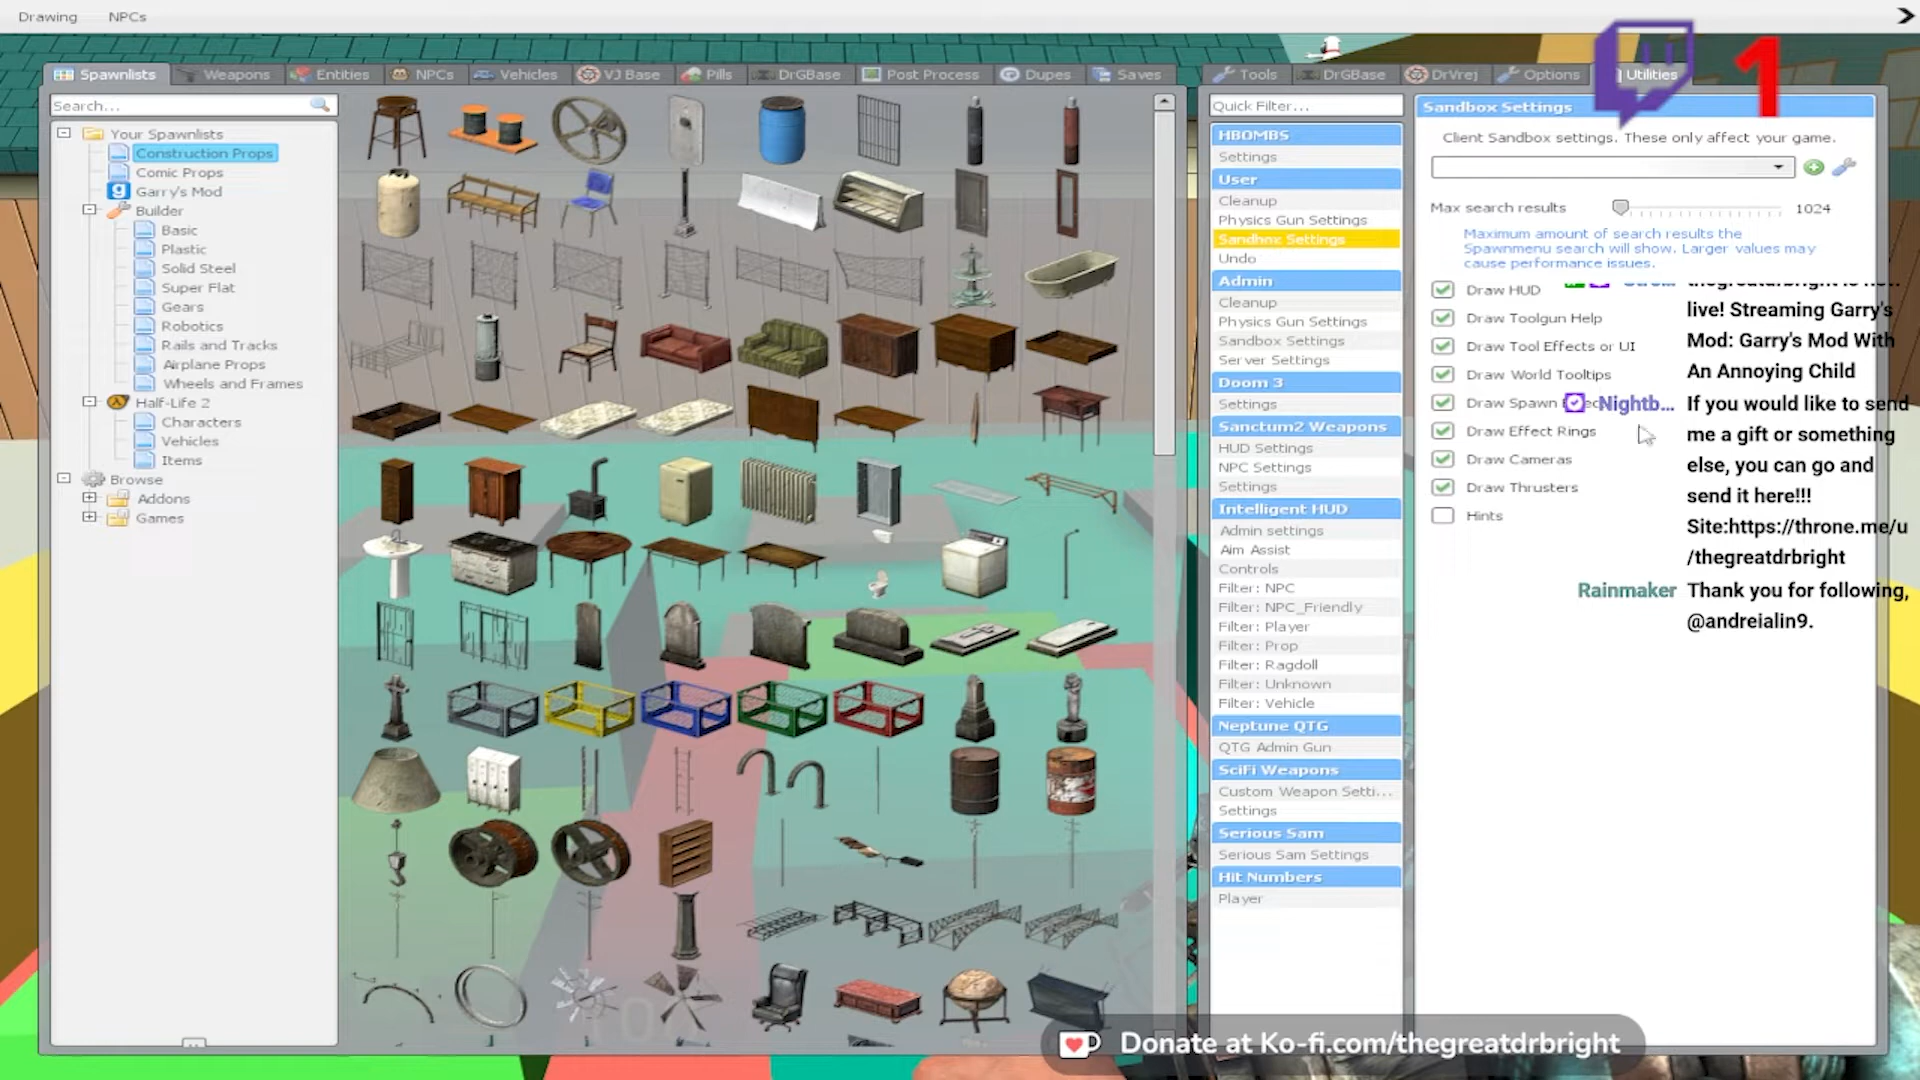 Drawing NPCs
Spawnlists Weapons Entities NPCs Vehicles VJ Base Pills DrGBase Post Process Dupes Saves
Search...
Your Spawnlists
Construction Props
Comic Props
Garry's Mod
Builder
Basic
Plastic
Solid Steel
Super Flat
Gears
Robotics
Rails and Tracks
Airplane Props
Wheels and Frames
Half-Life 2
Characters
Vehicles
Items
Browse
Addons
Games
Tools DrGBase DrVrej Options Utilities
1
Quick Filter...
HBOMBS
Settings
User
Cleanup
Physics Gun Settings
Sandbox Settings
Undo
Admin
Cleanup
Physics Gun Settings
Sandbox Settings
Server Settings
Doom 3
Settings
Sanctum2 Weapons
HUD Settings
NPC Settings
Settings
Intelligent HUD
Admin settings
Aim Assist
Controls
Filter: NPC
Filter: NPC_Friendly
Filter: Player
Filter: Prop
Filter: Ragdoll
Filter: Unknown
Filter: Vehicle
Neptune QTG
QTG Admin Gun
SciFi Weapons
Custom Weapon Setti...
Settings
Serious Sam
Serious Sam Settings
Hit Numbers
Player
Sandbox Settings
Client Sandbox settings. These only affect your game.
Max search results 1024
Maximum amount of search results the
Spawnmenu search will show. Larger values may
cause performance issues.
Draw HUD
Draw Toolgun Help
Draw Tool Effects or UI
Draw World Tooltips
Draw Spawn
Draw Effect Rings
Draw Cameras
Draw Thrusters
Hints
thegreatdrbright is now
live! Streaming Garry's
Mod: Garry's Mod With
An Annoying Child
Nightb... If you would like to send
me a gift or something
else, you can go and
send it here!!!
Site:https://throne.me/u
/thegreatdrbright
Rainmaker Thank you for following,
@andreialin9.
Donate at Ko-fi.com/thegreatdrbright